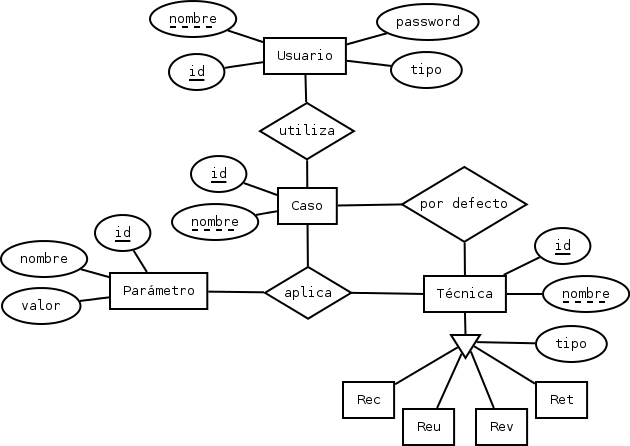 nombre
password
Usuario
id
tipo
utiliza
id
Caso
por defecto
nombre
id
id
nombre
Parámetro
aplica
Técnica
nombre
valor
tipo
Rec
Ret
Reu
Rev